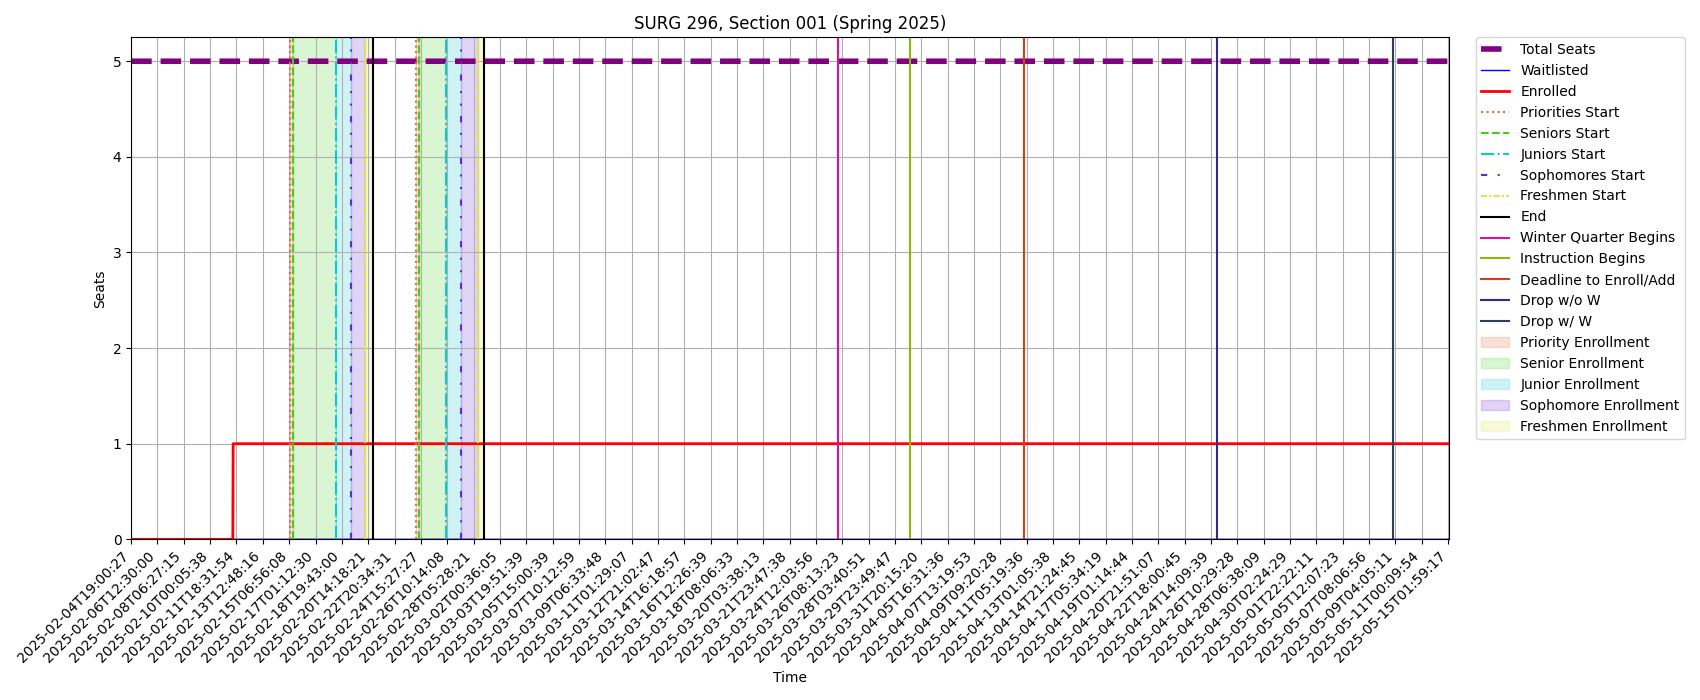 SURG 296, Section 001 (Spring 2025)
Seats
5
4
3
2
1
0
2025-02-04T19:00:27
2025-02-06T12:30:00
2025-02-08T06:27:15
2025-02-10T00:05:38
2025-02-11T18:31:54
2025-02-13T12:48:16
2025-02-15T06:56:08
2025-02-17T01:12:30
2025-02-18T19:43:00
2025-02-20T14:18:21
2025-02-22T20:34:31
2025-02-24T15:27:27
2025-02-26T10:14:08
2025-02-28T05:28:21
2025-03-02T00:36:05
2025-03-03T19:51:39
2025-03-05T15:00:39
2025-03-07T10:12:59
2025-03-09T06:33:48
2025-03-11T01:29:07
2025-03-12T21:02:47
2025-03-14T16:18:57
2025-03-16T12:26:39
2025-03-18T08:06:33
2025-03-20T03:38:13
2025-03-21T23:47:38
2025-03-24T12:03:56
2025-03-26T08:13:23
2025-03-28T03:40:51
2025-03-29T23:49:47
2025-03-31T20:15:20
2025-04-05T16:31:36
2025-04-07T13:19:53
2025-04-09T09:20:28
2025-04-11T05:19:36
2025-04-13T01:05:38
2025-04-14T21:24:45
2025-04-17T05:34:19
2025-04-19T01:14:44
2025-04-20T21:51:07
2025-04-22T18:00:45
2025-04-24T14:09:39
2025-04-26T10:29:28
2025-04-28T06:38:09
2025-04-30T02:24:29
2025-05-01T22:22:11
2025-05-05T12:07:23
2025-05-07T08:06:56
2025-05-09T04:05:11
2025-05-11T00:09:54
2025-05-15T01:59:17
Time
Total Seats
Waitlisted
Enrolled
Priorities Start
Seniors Start
Juniors Start
Sophomores Start
Freshmen Start
End
Winter Quarter Begins
Instruction Begins
Deadline to Enroll/Add
Drop w/o W
Drop w/ W
Priority Enrollment
Senior Enrollment
Junior Enrollment
Sophomore Enrollment
Freshmen Enrollment